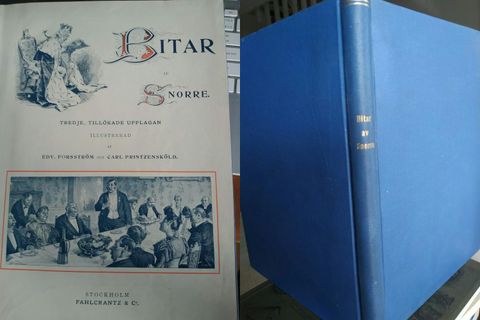 BITAR
AF
SNORRE.
TREDJE, TILLÖKADE UPPLAGAN
ILLUSTRERAD
AF
EDV. FORSSTRÖM OCH CARL PRINTZENSKÖLD.
STOCKHOLM
FAHLCRANTZ & C:o.
Bitar
av
Snorre